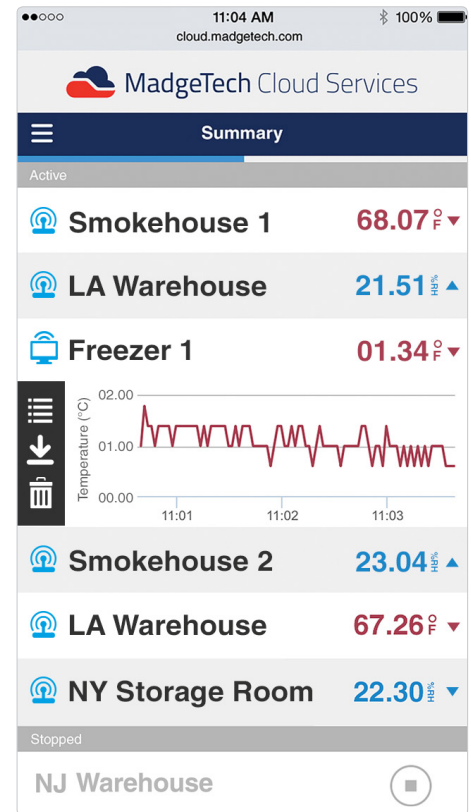 11:04 AM
100%
cloud.madgetech.com
MadgeTech Cloud Services
Summary
Active
Smokehouse 1 68.07 °F
LA Warehouse 21.51 %RH
Freezer 1 01.34 °F
Temperature (°C)
02.00
01.00
00.00
11:01 11:02 11:03
Smokehouse 2 23.04 %RH
LA Warehouse 67.26 °F
NY Storage Room 22.30 %RH
Stopped
NJ Warehouse